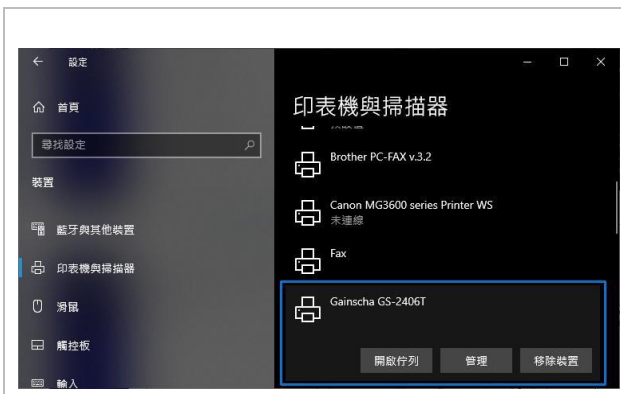 設定
首頁
尋找設定
裝置
藍牙與其他裝置
印表機與掃描器
滑鼠
觸控板
輸入
印表機與掃描器
Brother PC-FAX v.3.2
Canon MG3600 series Printer WS
未連線
Fax
Gainscha GS-2406T
開啟佇列 管理 移除裝置